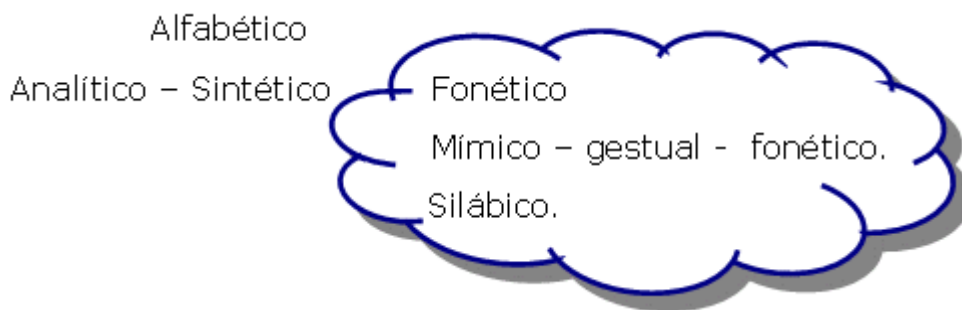 Alfabético
Analítico – Sintético
Fonético
Mímico – gestual - fonético.
Silábico.